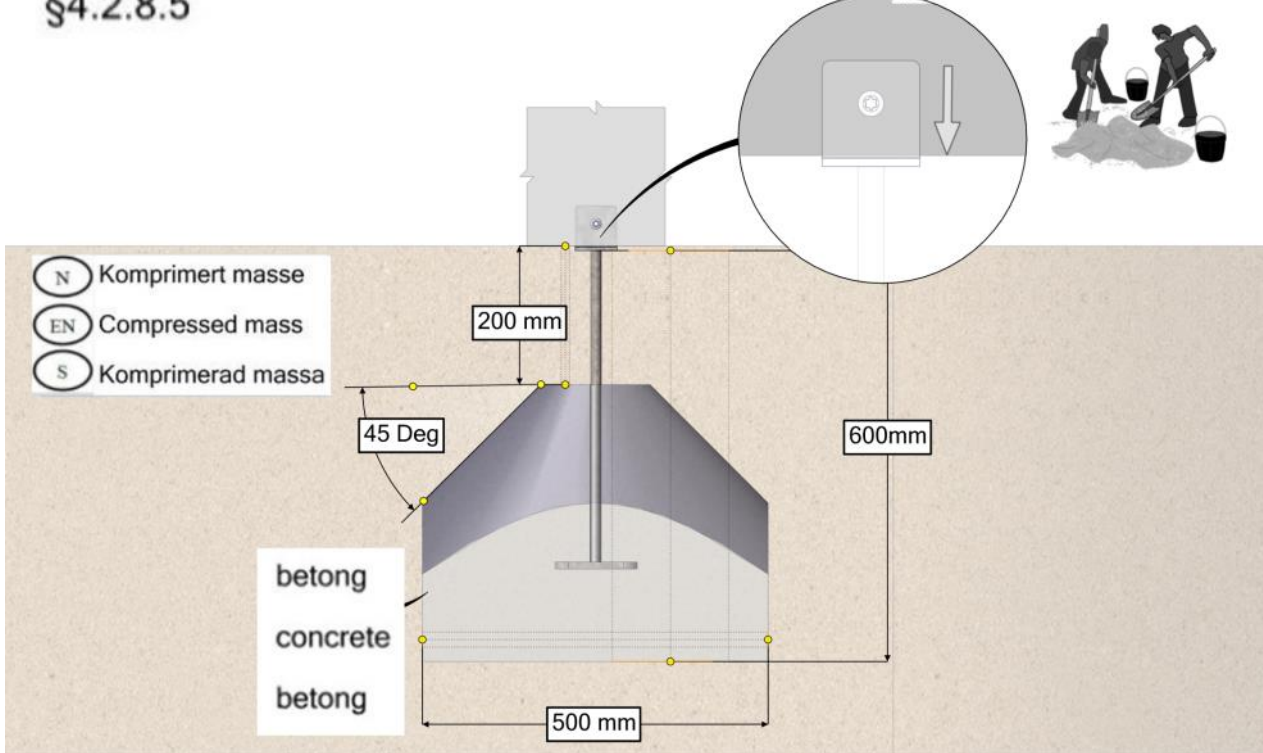 §4.2.8.5
N Komprimert masse
EN Compressed mass
S Komprimerad massa
200 mm
45 Deg
600mm
betong
concrete
betong
500 mm